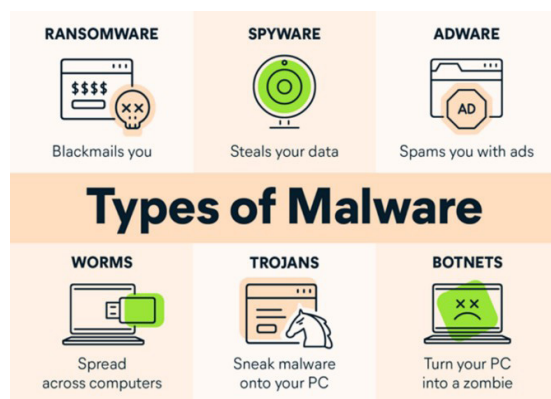 RANSOMWARE SPYWARE ADWARE
$$$$
AD
Blackmails you Steals your data Spams you with ads
Types of Malware
WORMS TROJANS BOTNETS
Spread Sneak malware Turn your PC
across computers onto your PC into a zombie